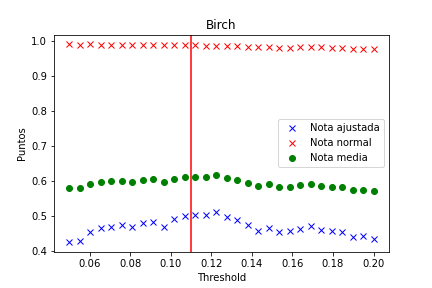 Birch
1.0
0.9
0.8
0.7
0.6
0.5
0.4
Puntos
Nota ajustada
Nota normal
Nota media
0.06 0.08 0.10 0.12 0.14 0.16 0.18 0.20
Threshold